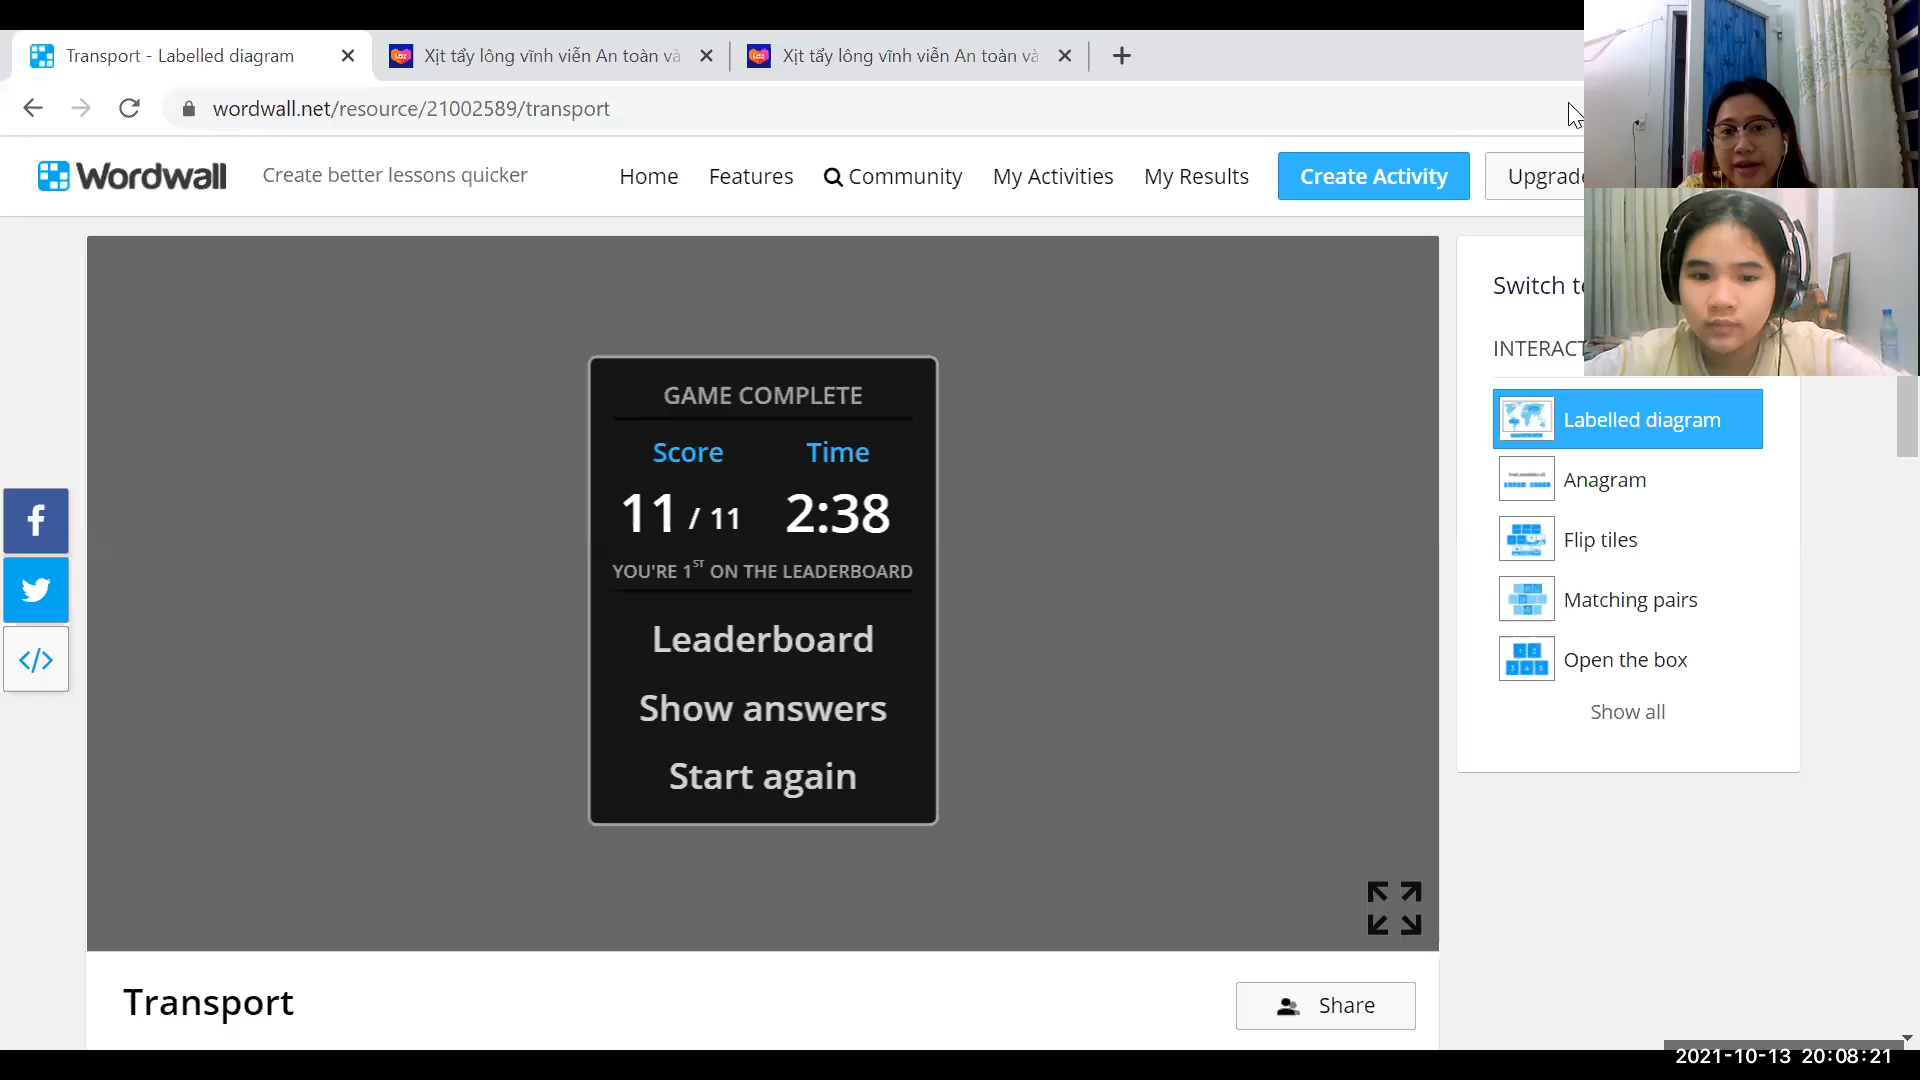 Transport - Labelled diagram
Xịt tẩy lông vĩnh viễn An toàn và
Xịt tẩy lông vĩnh viễn An toàn và
wordwall.net/resource/21002589/transport
Wordwall
Create better lessons quicker
Home
Features
Community
My Activities
My Results
Create Activity
Upgrade
Switch te
INTERACT
Labelled diagram
Anagram
Flip tiles
Matching pairs
Open the box
Show all
GAME COMPLETE
Score Time
11 / 11 2:38
YOU'RE 1ST ON THE LEADERBOARD
Leaderboard
Show answers
Start again
Transport
Share
2021-10-13 20:08:21